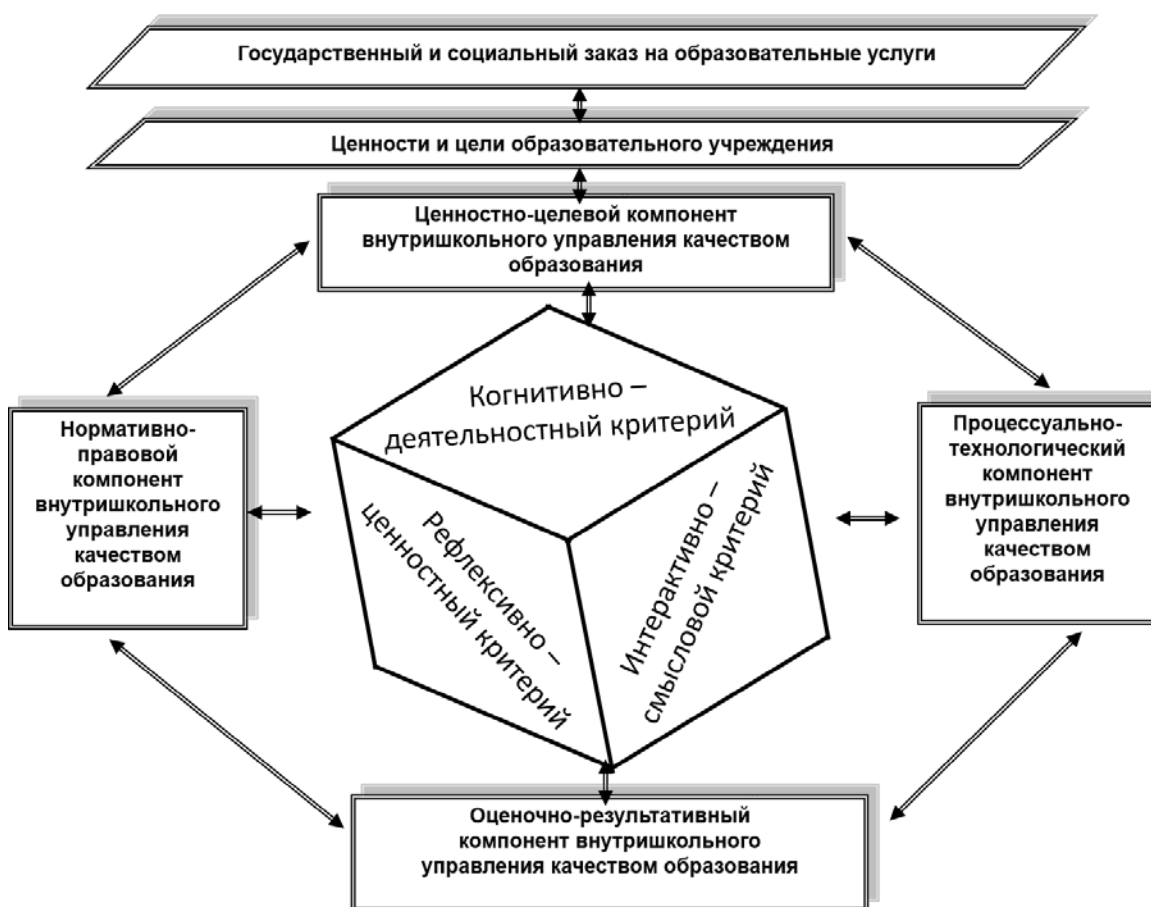 Государственный и социальный заказ на образовательные услуги
Ценности и цели образовательного учреждения
Ценностно-целевой компонент
внутришкольного управления качеством
образования
Когнитивно –
деятельностный критерий
Нормативно-
правовой
компонент
внутришкольного
управления
качеством
образования
Рефлексивно –
ценностный критерий
Интерактивно –
смысловой критерий
Процессуально-
технологический
компонент
внутришкольного
управления
качеством
образования
Оценочно-результативный
компонент внутришкольного
управления качеством образования